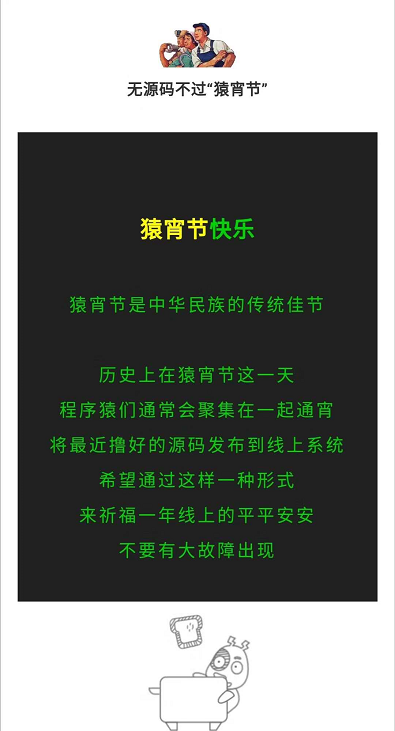 无源码不过“猿宵节”
猿宵节快乐
猿宵节是中华民族的传统佳节
历史上在猿宵节这一天
程序猿们通常会聚集在一起通宵
将最近撸好的源码发布到线上系统
希望通过这样一种形式
来祈福一年线上的平平安安
不要有大故障出现